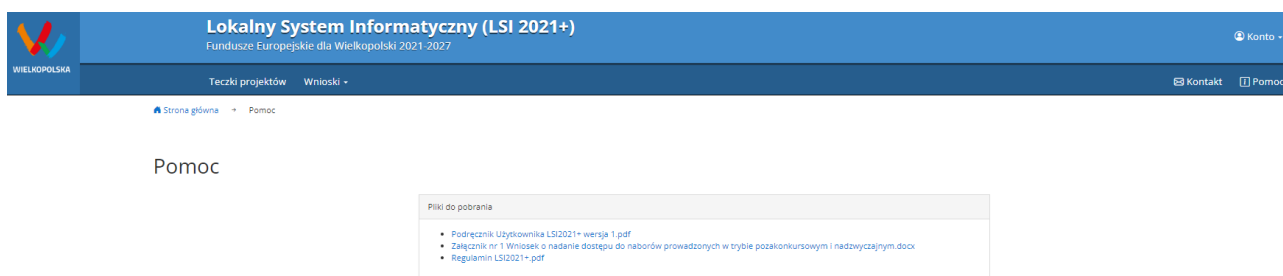 Lokalny System Informatyczny (LSI 2021+)
Fundusze Europejskie dla Wielkopolski 2021-2027
Konto
WIELKOPOLSKA
Teczki projektów Wnioski
Kontakt Pomoc
Strona główna → Pomoc
Pomoc
Pliki do pobrania
Podręcznik Użytkownika LSI2021+ wersja 1.pdf
Załącznik nr 1 Wniosek o nadanie dostępu do naborów prowadzonych w trybie pozakonkursowym i nadzwyczajnym.docx
Regulamin LSI2021+.pdf